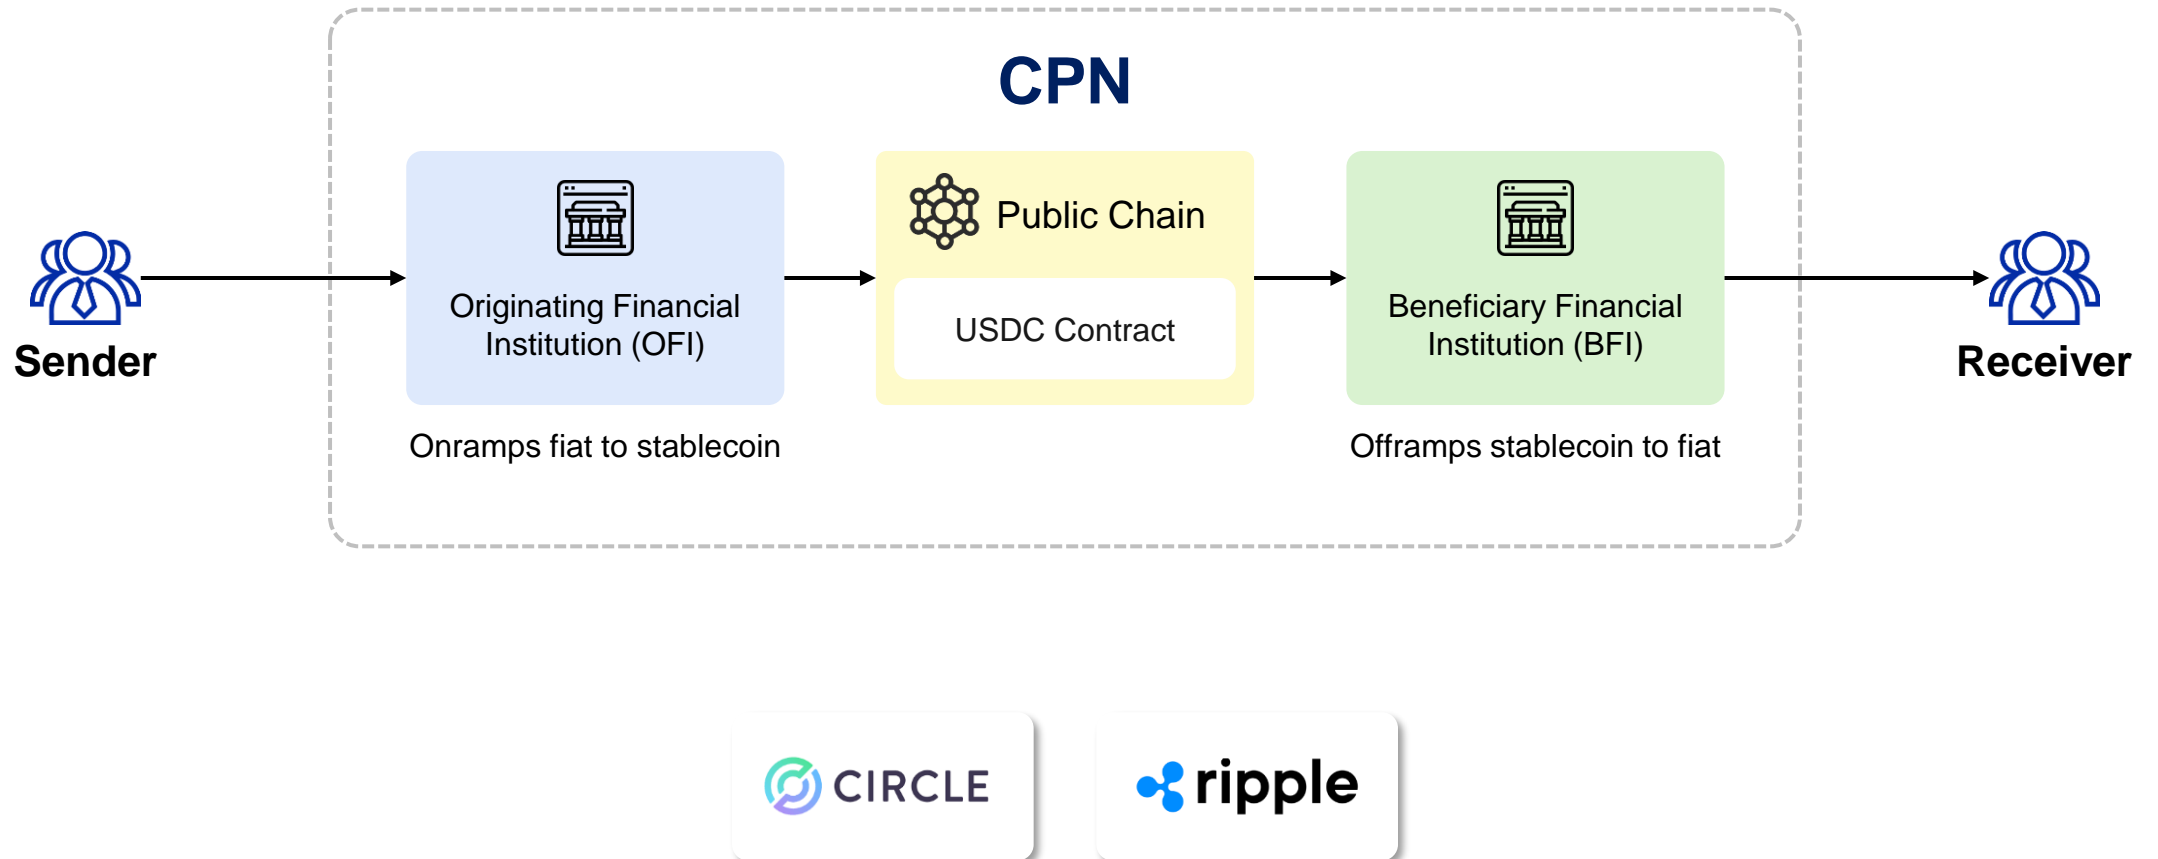 CPN
Public Chain
Originating Financial
Institution (OFI)
USDC Contract
Beneficiary Financial
Institution (BFI)
Sender
Receiver
Onramps fiat to stablecoin
Offramps stablecoin to fiat
CIRCLE
ripple